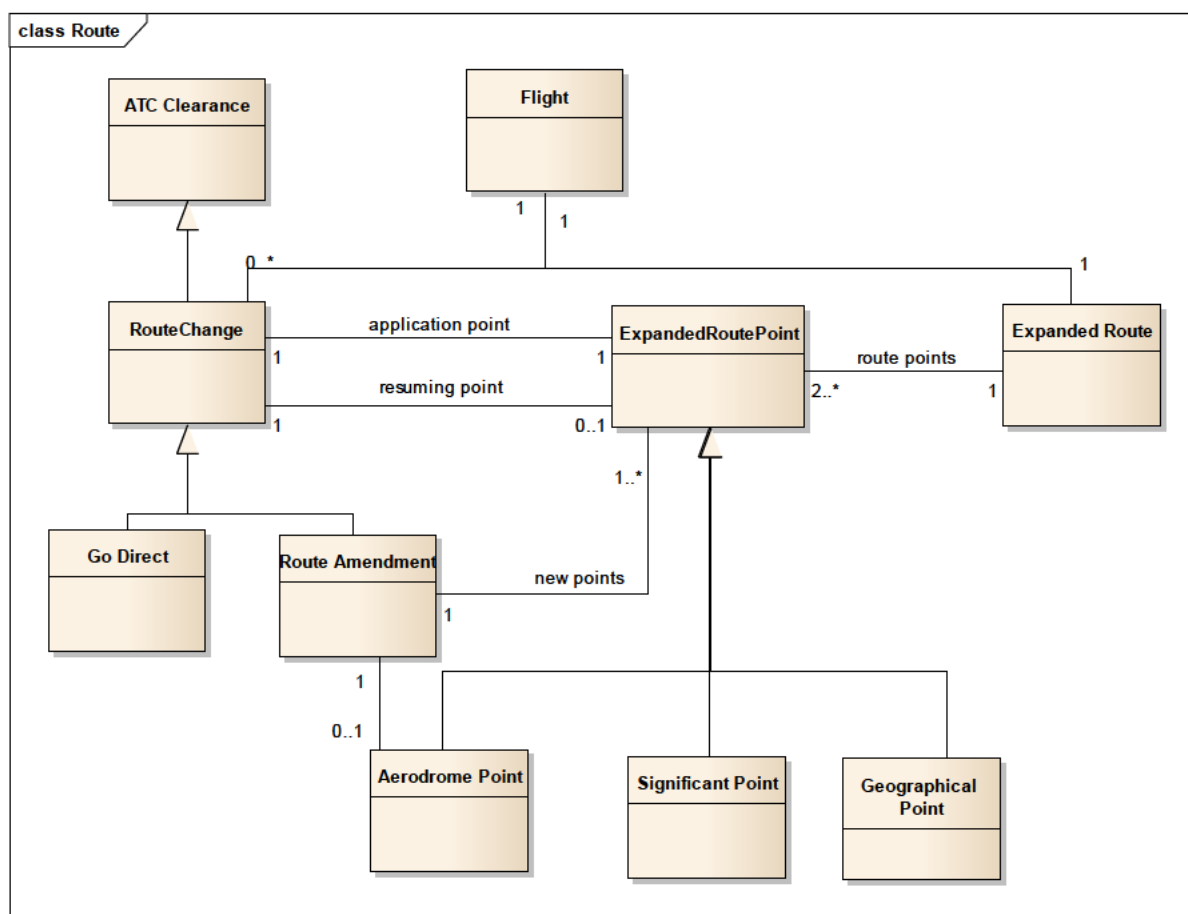 class Route
ATC Clearance
Flight
1
1
0..*
1
RouteChange
application point
1
1
ExpandedRoutePoint
Expanded Route
route points
2..*
1
resuming point
1
0..1
1..*
Go Direct
Route Amendment
new points
1
1
0..1
Aerodrome Point
Significant Point
Geographical
Point